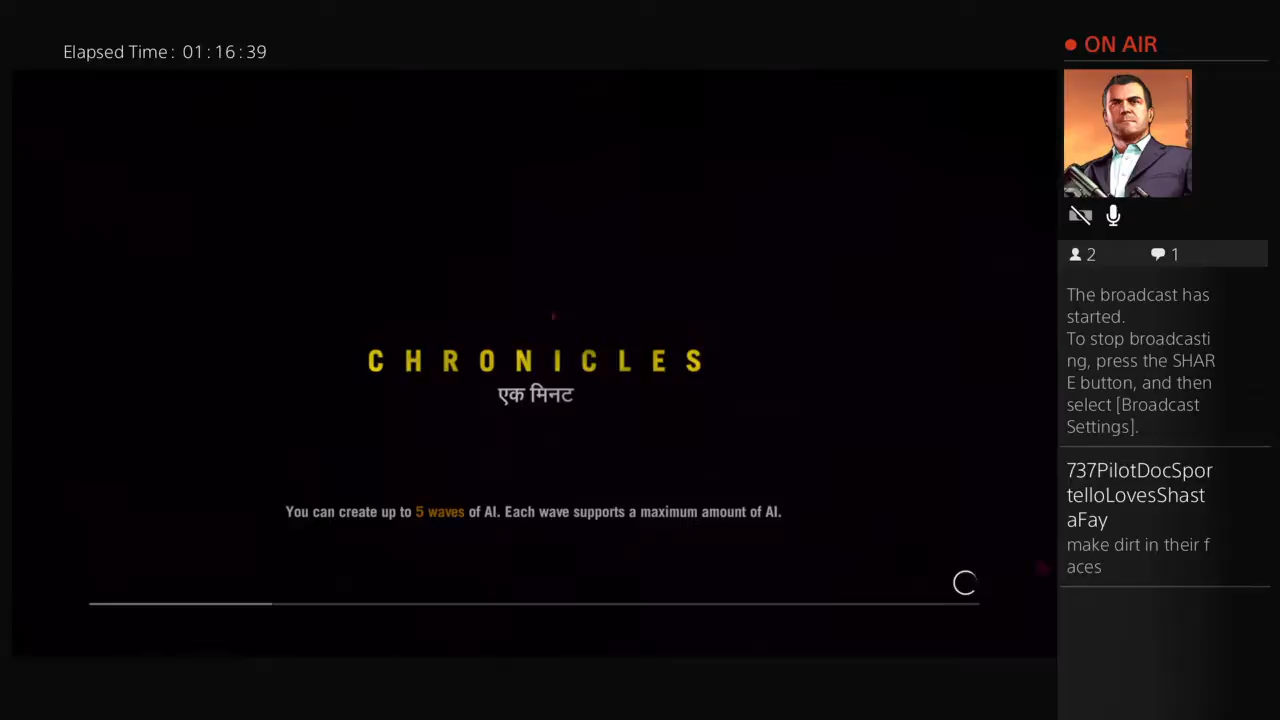 Elapsed Time: 01:16:39
ON AIR
2
1
The broadcast has
started.
To stop broadcasti
ng, press the SHAR
E button, and then
select [Broadcast
Settings].
737PilotDocSpor
telloLovesShast
aFay
make dirt in their f
aces
CHRONICLES
एक मिनट
You can create up to 5 waves of AI. Each wave supports a maximum amount of AI.